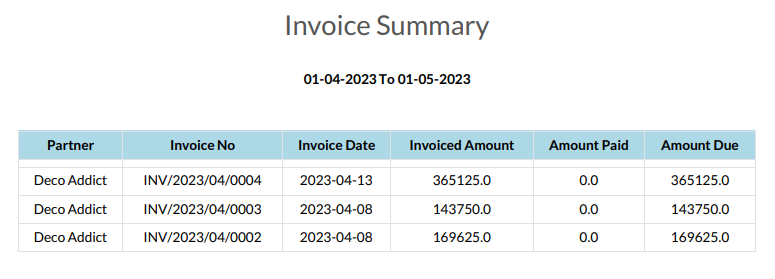 Invoice Summary
01-04-2023 To 01-05-2023
Partner Invoice No Invoice Date Invoiced Amount Amount Paid Amount Due
Deco Addict INV/2023/04/0004 2023-04-13 365125.0 0.0 365125.0
Deco Addict INV/2023/04/0003 2023-04-08 143750.0 0.0 143750.0
Deco Addict INV/2023/04/0002 2023-04-08 169625.0 0.0 169625.0